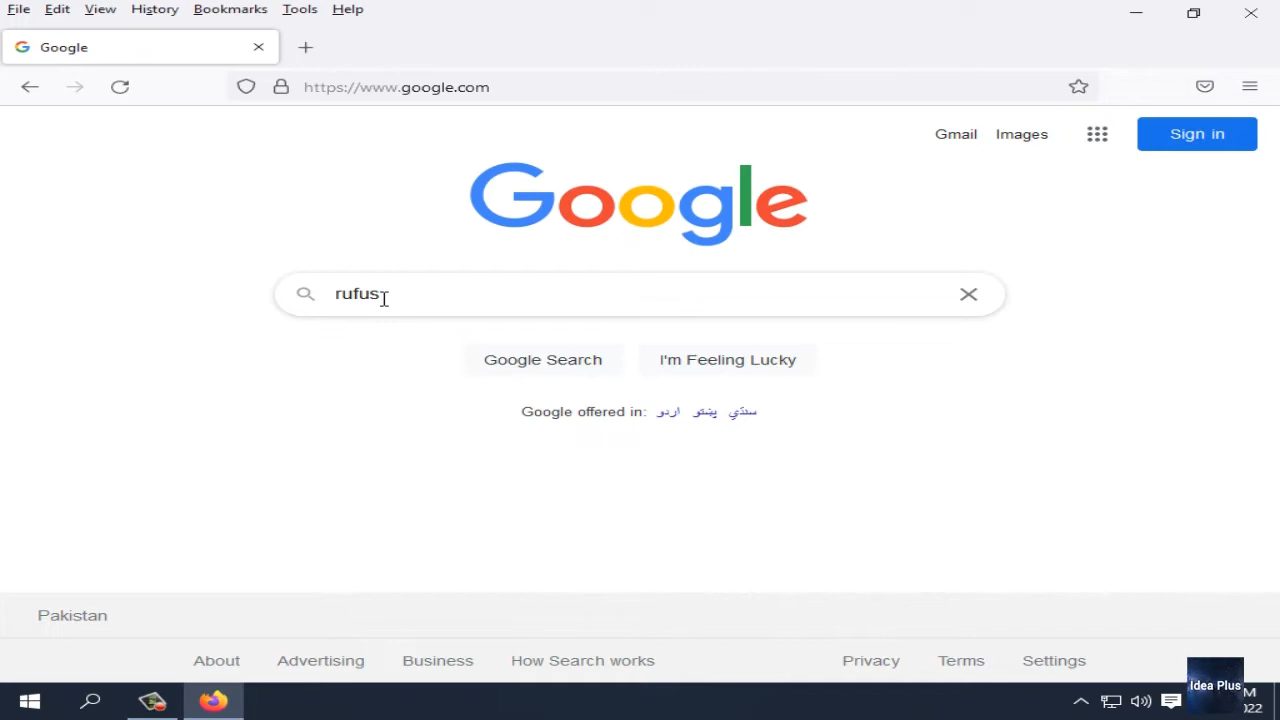 File Edit View History Bookmarks Tools Help
Google
https://www.google.com
Gmail Images Sign in
Google
rufus
Google Search I'm Feeling Lucky
Google offered in: اردو پښتو سنڌي
Pakistan
About Advertising Business How Search works Privacy Terms Settings
Idea Plus